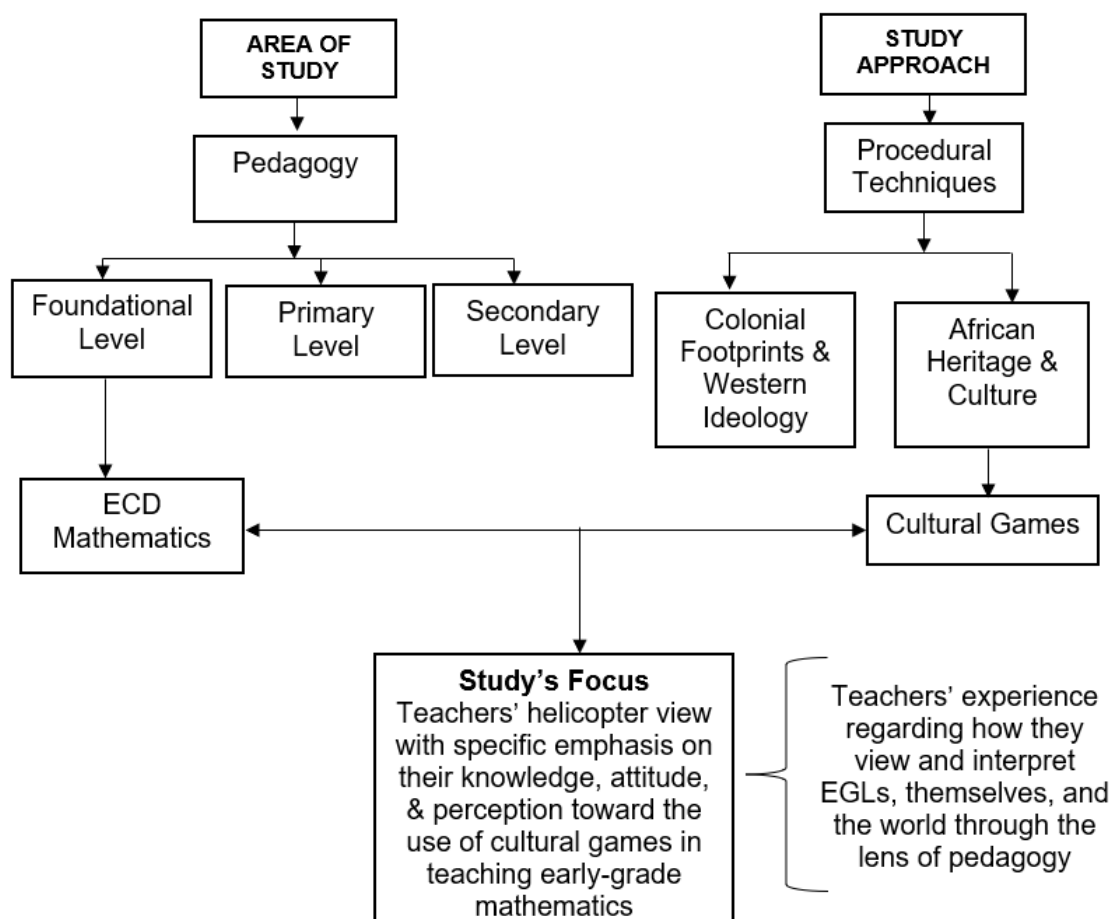 AREA OF
STUDY
STUDY
APPROACH
Pedagogy
Procedural
Techniques
Foundational
Level
Primary
Level
Secondary
Level
Colonial
Footprints &
Western
Ideology
African
Heritage &
Culture
ECD
Mathematics
Cultural Games
Study’s Focus
Teachers’ helicopter view
with specific emphasis on
their knowledge, attitude,
& perception toward the
use of cultural games in
teaching early-grade
mathematics
Teachers’ experience
regarding how they
view and interpret
EGLs, themselves, and
the world through the
lens of pedagogy